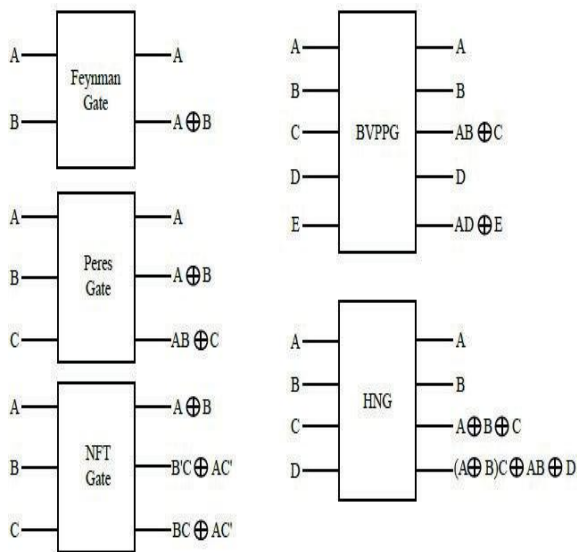 A
Feynman
Gate
A
B
A ⊕ B
A
Peres
Gate
A
B
A ⊕ B
C
AB ⊕ C
A
NFT
Gate
A ⊕ B
B
B'C ⊕ AC'
C
BC ⊕ AC'
A
BVPPG
A
B
B
C
AB ⊕ C
D
D
E
AD ⊕ E
A
HNG
A
B
B
C
A ⊕ B ⊕ C
D
(A ⊕ B)C ⊕ AB ⊕ D